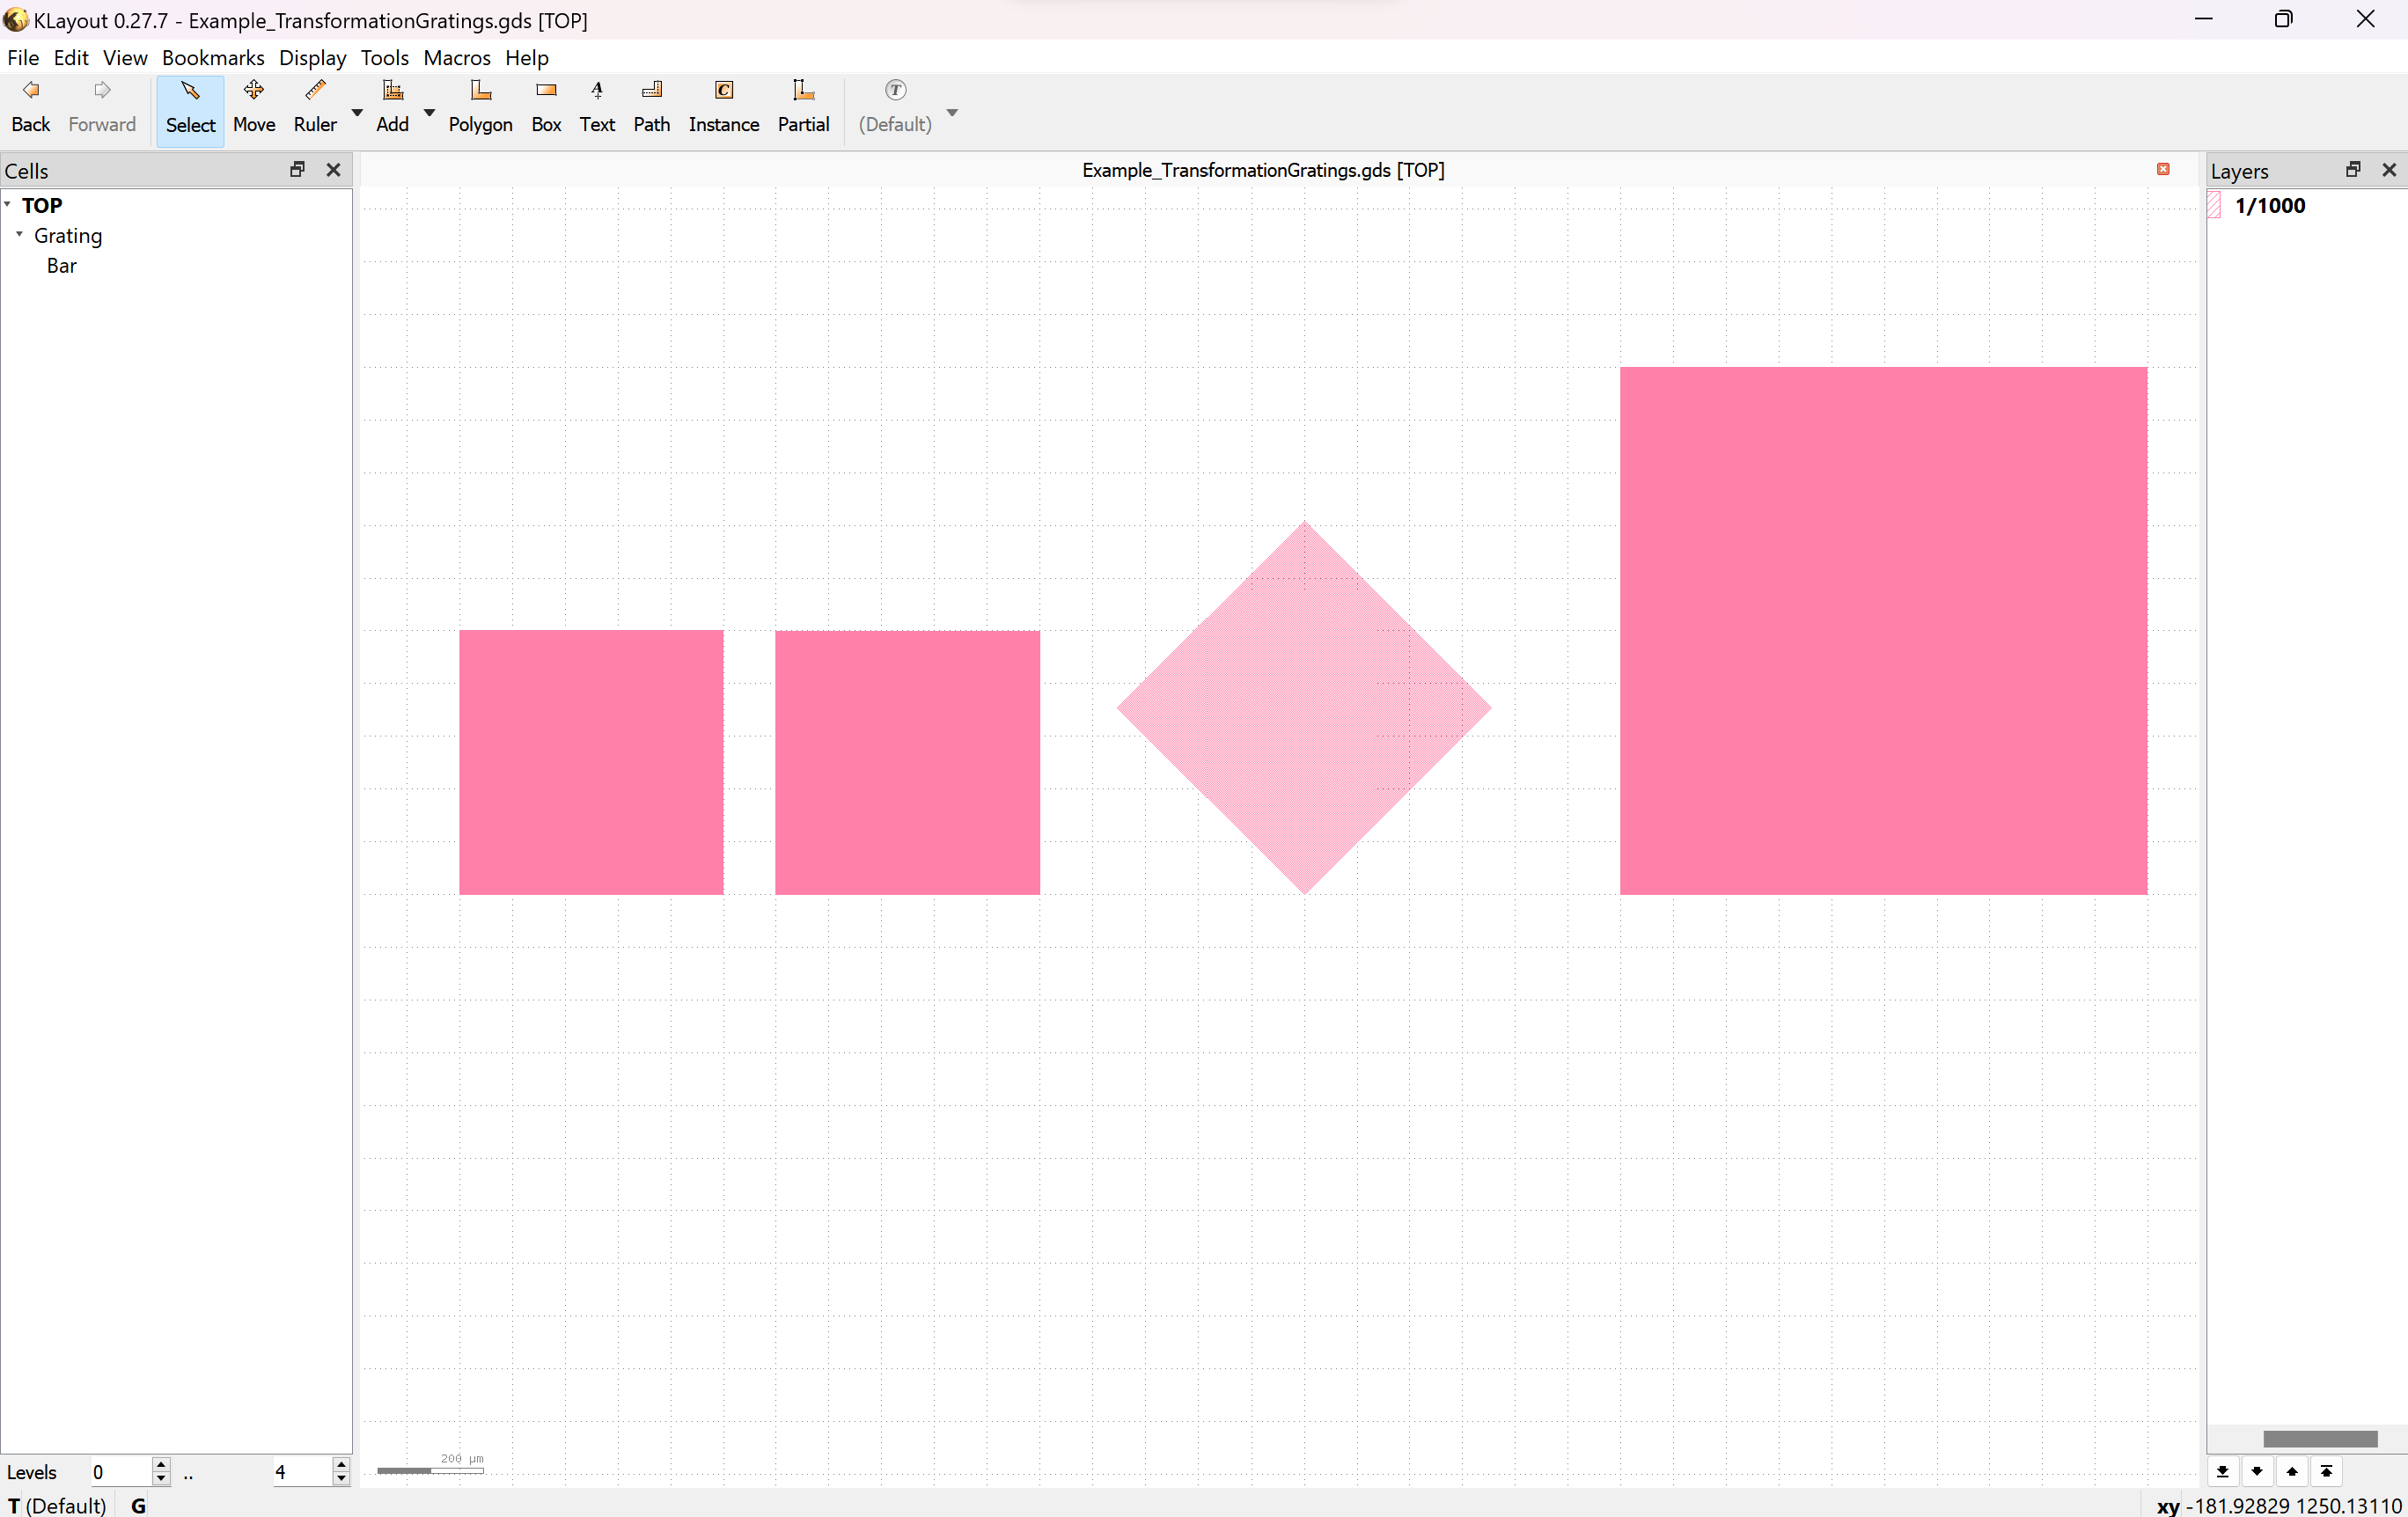 KLayout 0.27.7 - Example_TransformationGratings.gds [TOP]
File Edit View Bookmarks Display Tools Macros Help
Back Forward Select Move Ruler Add Polygon Box Text Path Instance Partial (Default)
Cells
Example_TransformationGratings.gds [TOP]
Layers
TOP
Grating
Bar
1/1000
200 μm
Levels 0 .. 4
T (Default) G
xy -181.92829 1250.13110